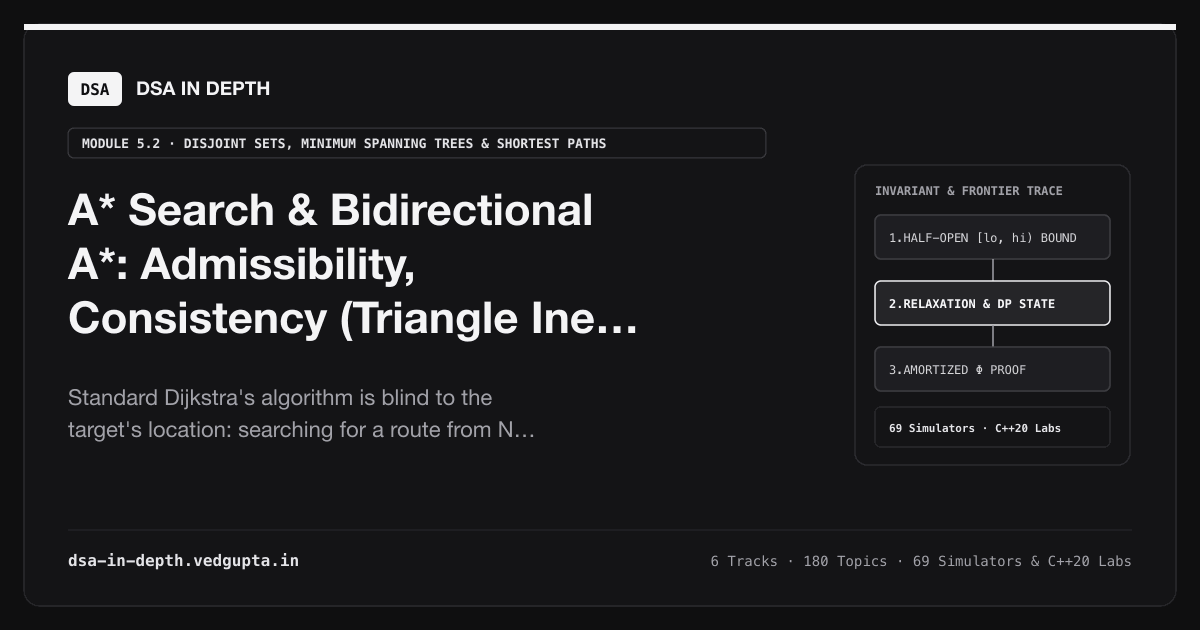 DSA DSA IN DEPTH
MODULE 5.2 · DISJOINT SETS, MINIMUM SPANNING TREES & SHORTEST PATHS
A* Search & Bidirectional
A*: Admissibility,
Consistency (Triangle Ine...
Standard Dijkstra's algorithm is blind to the
target's location: searching for a route from N...
INVARIANT & FRONTIER TRACE
1.HALF-OPEN [lo, hi) BOUND
2.RELAXATION & DP STATE
3.AMORTIZED Φ PROOF
69 Simulators · C++20 Labs
dsa-in-depth.vedgupta.in
6 Tracks · 180 Topics · 69 Simulators & C++20 Labs